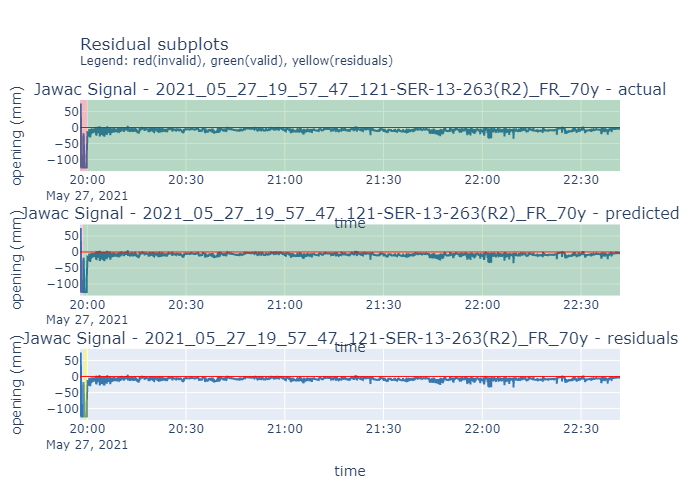 Residual subplots
Legend: red(invalid), green(valid), yellow(residuals)
Jawac Signal - 2021_05_27_19_57_47_121-SER-13-263(R2)_FR_70y - actual
opening (mm)
50
0
−50
−100
20:00 20:30 21:00 21:30 22:00 22:30
May 27, 2021
time
Jawac Signal - 2021_05_27_19_57_47_121-SER-13-263(R2)_FR_70y - predicted
opening (mm)
50
0
−50
−100
20:00 20:30 21:00 21:30 22:00 22:30
May 27, 2021
time
Jawac Signal - 2021_05_27_19_57_47_121-SER-13-263(R2)_FR_70y - residuals
opening (mm)
50
0
−50
−100
20:00 20:30 21:00 21:30 22:00 22:30
May 27, 2021
time